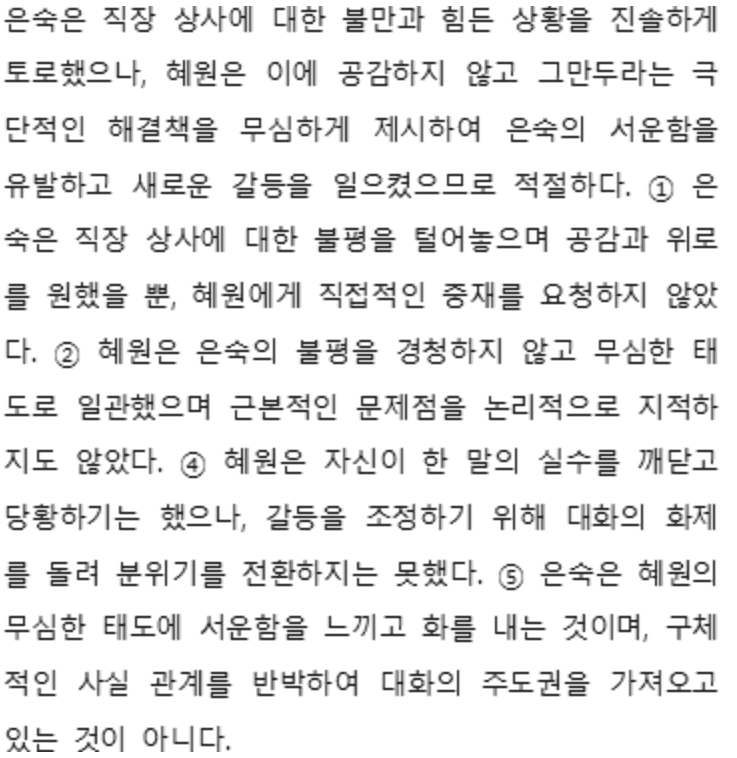 은숙은 직장 상사에 대한 불만과 힘든 상황을 진솔하게
토로했으나, 혜원은 이에 공감하지 않고 그만두라는 극
단적인 해결책을 무심하게 제시하여 은숙의 서운함을
유발하고 새로운 갈등을 일으켰으므로 적절하다. ① 은
숙은 직장 상사에 대한 불평을 털어놓으며 공감과 위로
를 원했을 뿐, 혜원에게 직접적인 중재를 요청하지 않았
다. ② 혜원은 은숙의 불평을 경청하지 않고 무심한 태
도로 일관했으며 근본적인 문제점을 논리적으로 지적하
지도 않았다. ④ 혜원은 자신이 한 말의 실수를 깨닫고
당황하기는 했으나, 갈등을 조정하기 위해 대화의 화제
를 돌려 분위기를 전환하지는 못했다. ⑤ 은숙은 혜원의
무심한 태도에 서운함을 느끼고 화를 내는 것이며, 구체
적인 사실 관계를 반박하여 대화의 주도권을 가져오고
있는 것이 아니다.